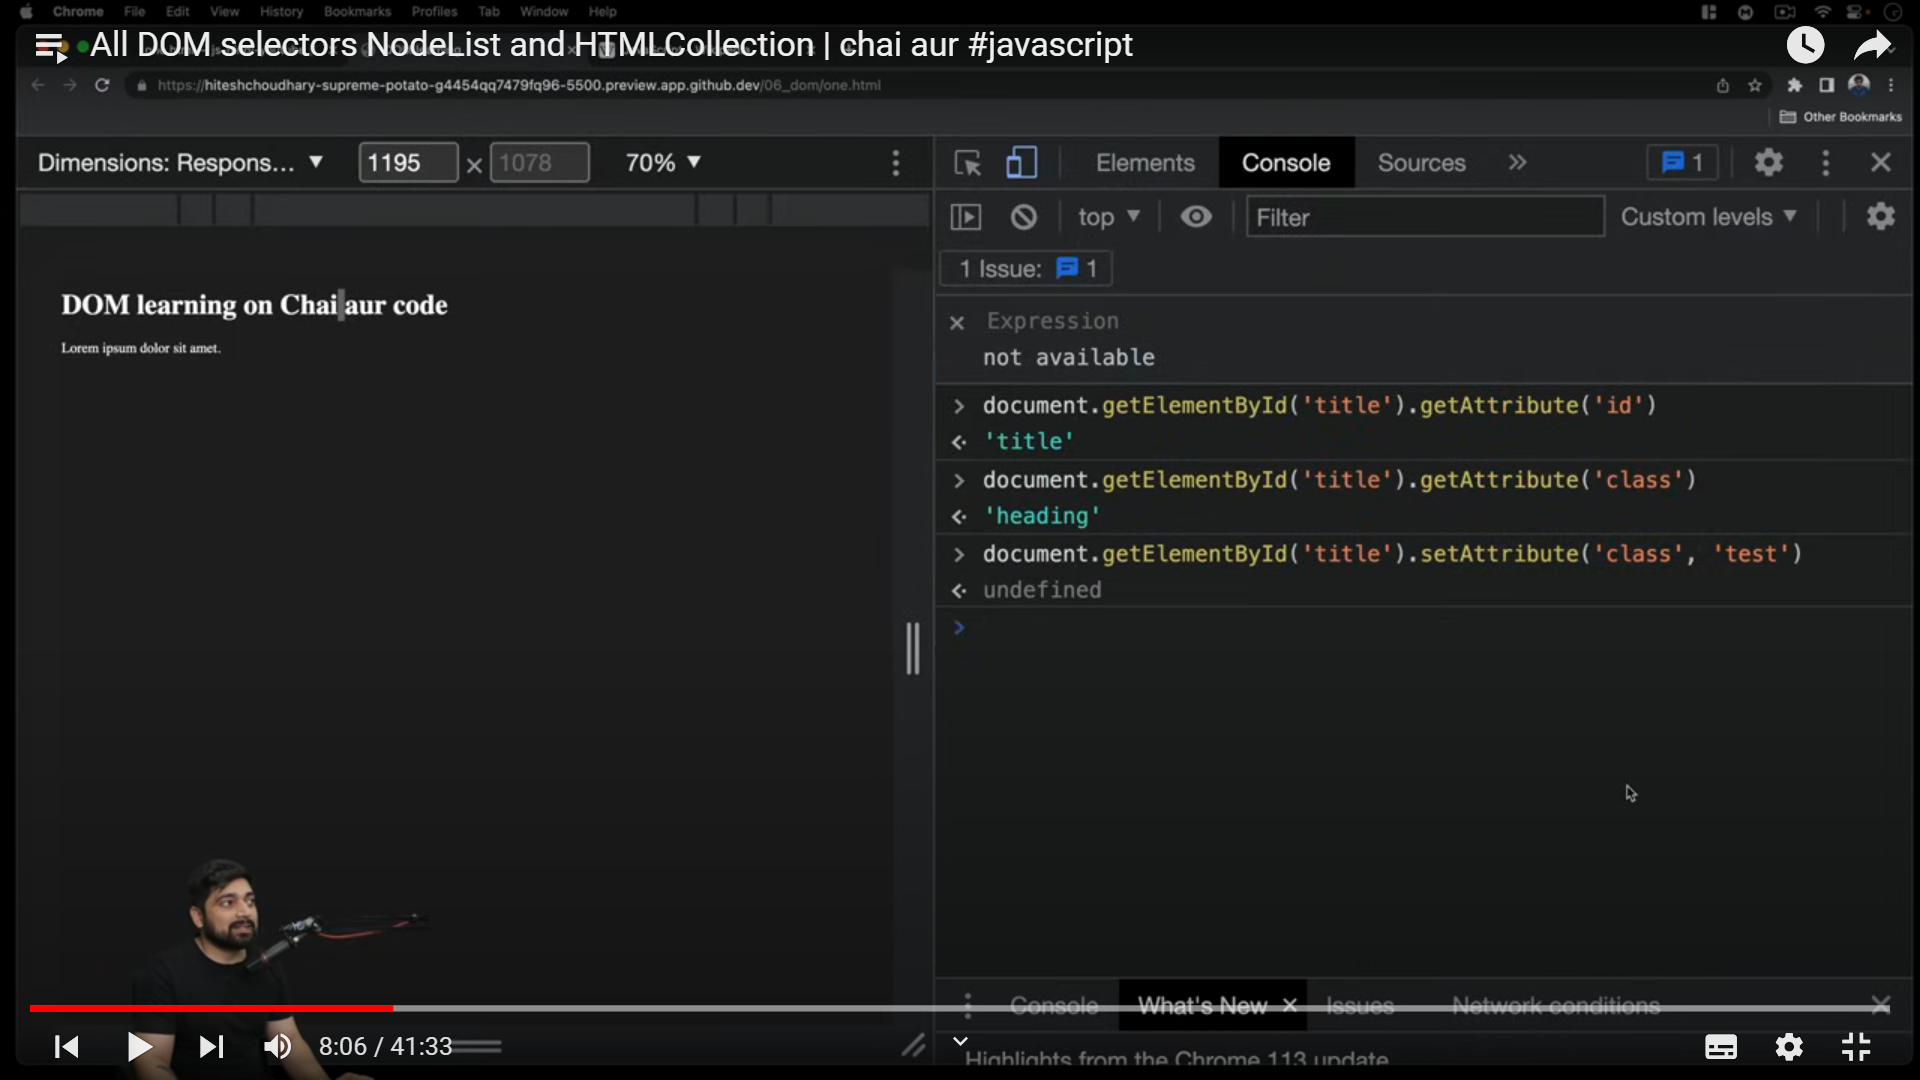 Chrome File Edit View History Bookmarks Profiles Tab Window Help
All DOM selectors NodeList and HTMLCollection | chai aur #javascript
https://hiteshchoudhary-supreme-potato-g4454qq7479fq96-5500.preview.app.github.dev/06_dom/one.html
Other Bookmarks
Dimensions: Respons... ▼ 1195 × 1078 70% ▼
Elements Console Sources » 1
top ▼ Filter Custom levels ▼
1 Issue: 1
DOM learning on Chai aur code
Lorem ipsum dolor sit amet.
Expression
not available
> document.getElementById('title').getAttribute('id')
<· 'title'
> document.getElementById('title').getAttribute('class')
<· 'heading'
> document.getElementById('title').setAttribute('class', 'test')
<· undefined
>
Console What's New × Issues Network conditions
8:06 / 41:33
Highlights from the Chrome 113 update